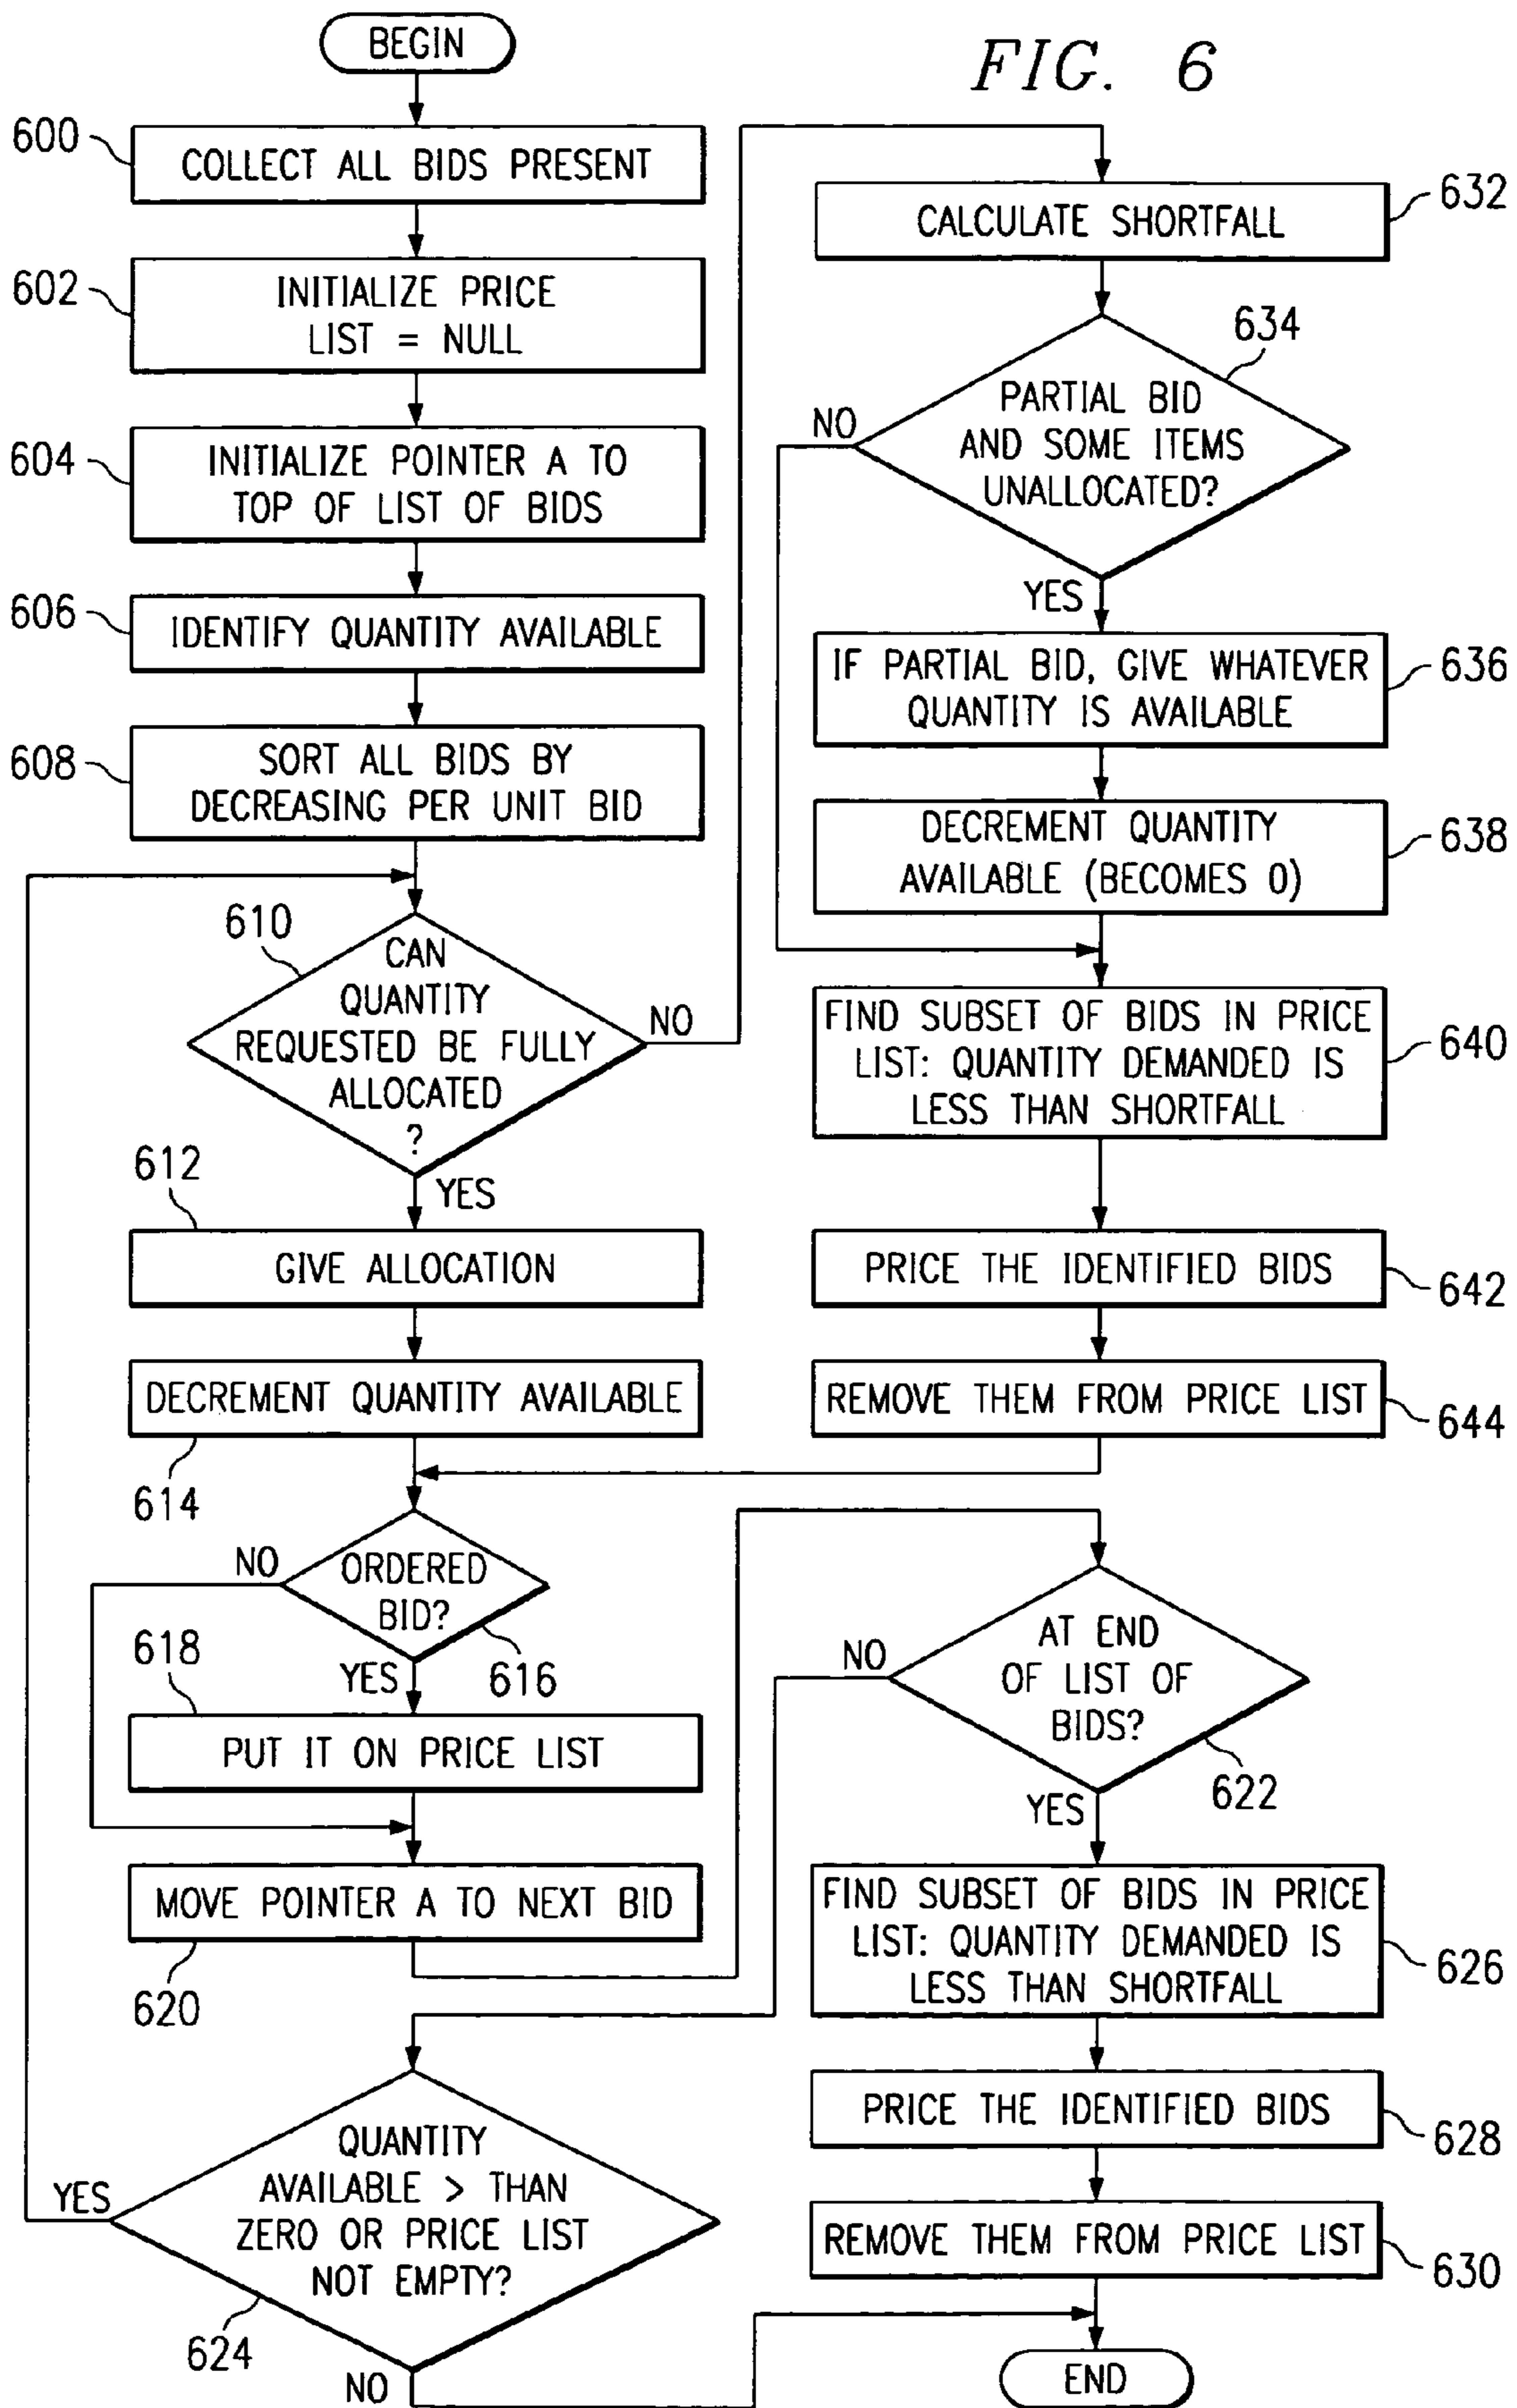 FIG. 6
BEGIN
600
COLLECT ALL BIDS PRESENT
602
INITIALIZE PRICE
LIST = NULL
604
INITIALIZE POINTER A TO
TOP OF LIST OF BIDS
606
IDENTIFY QUANTITY AVAILABLE
608
SORT ALL BIDS BY
DECREASING PER UNIT BID
610
CAN
QUANTITY
REQUESTED BE FULLY
ALLOCATED
?
NO
YES
612
GIVE ALLOCATION
DECREMENT QUANTITY AVAILABLE
614
NO
ORDERED
BID?
616
YES
618
PUT IT ON PRICE LIST
MOVE POINTER A TO NEXT BID
620
QUANTITY
AVAILABLE > THAN
ZERO OR PRICE LIST
NOT EMPTY?
YES
624
NO
CALCULATE SHORTFALL
632
634
PARTIAL BID
AND SOME ITEMS
UNALLOCATED?
NO
YES
IF PARTIAL BID, GIVE WHATEVER
QUANTITY IS AVAILABLE
636
DECREMENT QUANTITY
AVAILABLE (BECOMES 0)
638
FIND SUBSET OF BIDS IN PRICE
LIST: QUANTITY DEMANDED IS
LESS THAN SHORTFALL
640
PRICE THE IDENTIFIED BIDS
642
REMOVE THEM FROM PRICE LIST
644
AT END
OF LIST OF
BIDS?
NO
622
YES
FIND SUBSET OF BIDS IN PRICE
LIST: QUANTITY DEMANDED IS
LESS THAN SHORTFALL
626
PRICE THE IDENTIFIED BIDS
628
REMOVE THEM FROM PRICE LIST
630
END